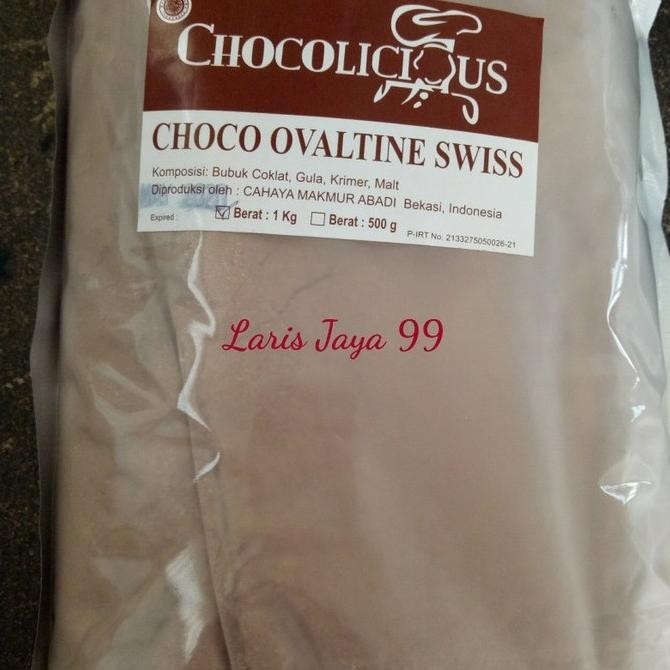 CHOCOLICIOUS
CHOCO OVALTINE SWISS
Komposisi: Bubuk Coklat, Gula, Krimer, Malt
Diproduksi oleh : CAHAYA MAKMUR ABADI Bekasi, Indonesia
Expired :
Berat : 1 Kg
Berat : 500 g
P-IRT No. 2133275050026-21
Laris Jaya 99